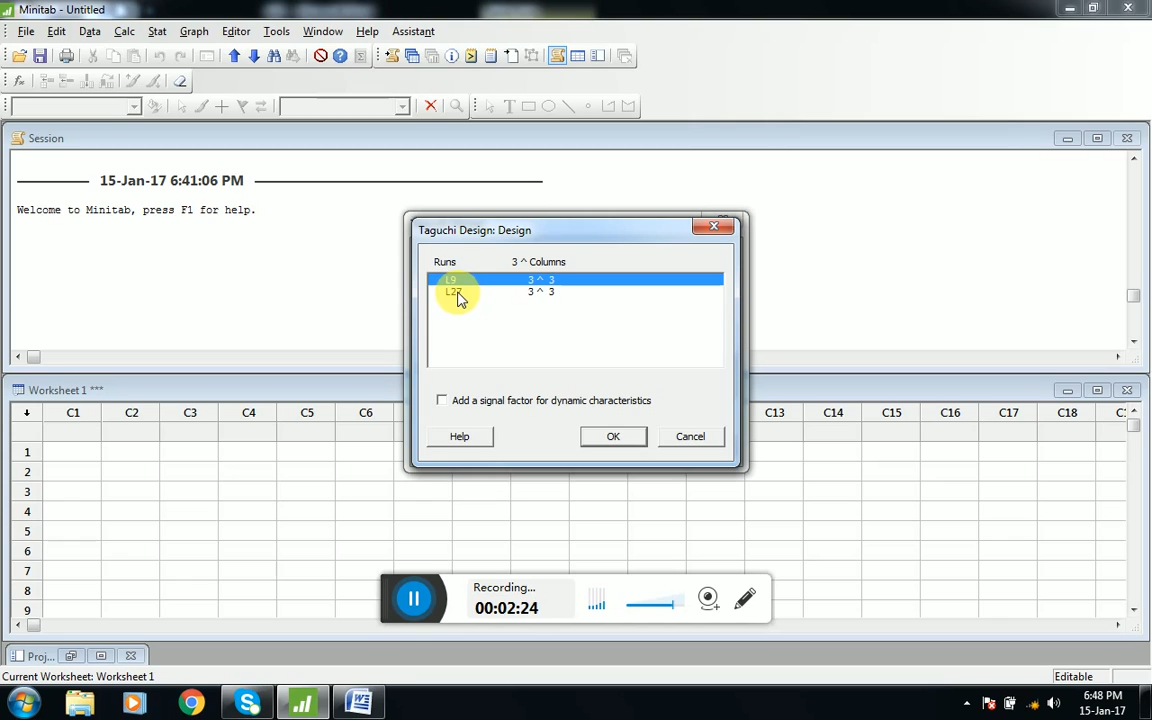 Minitab - Untitled
File Edit Data Calc Stat Graph Editor Tools Window Help Assistant
Session
15-Jan-17 6:41:06 PM
Welcome to Minitab, press F1 for help.
Taguchi Design: Design
Runs 3 ^ Columns
L9 3 ^ 3
L27 3 ^ 3
Add a signal factor for dynamic characteristics
Help OK Cancel
Worksheet 1 ***
C1 C2 C3 C4 C5 C6 C13 C14 C15 C16 C17 C18
1
2
3
4
5
6
7
8
9
Recording...
00:02:24
Proj...
Current Worksheet: Worksheet 1 Editable
6:48 PM
15-Jan-17